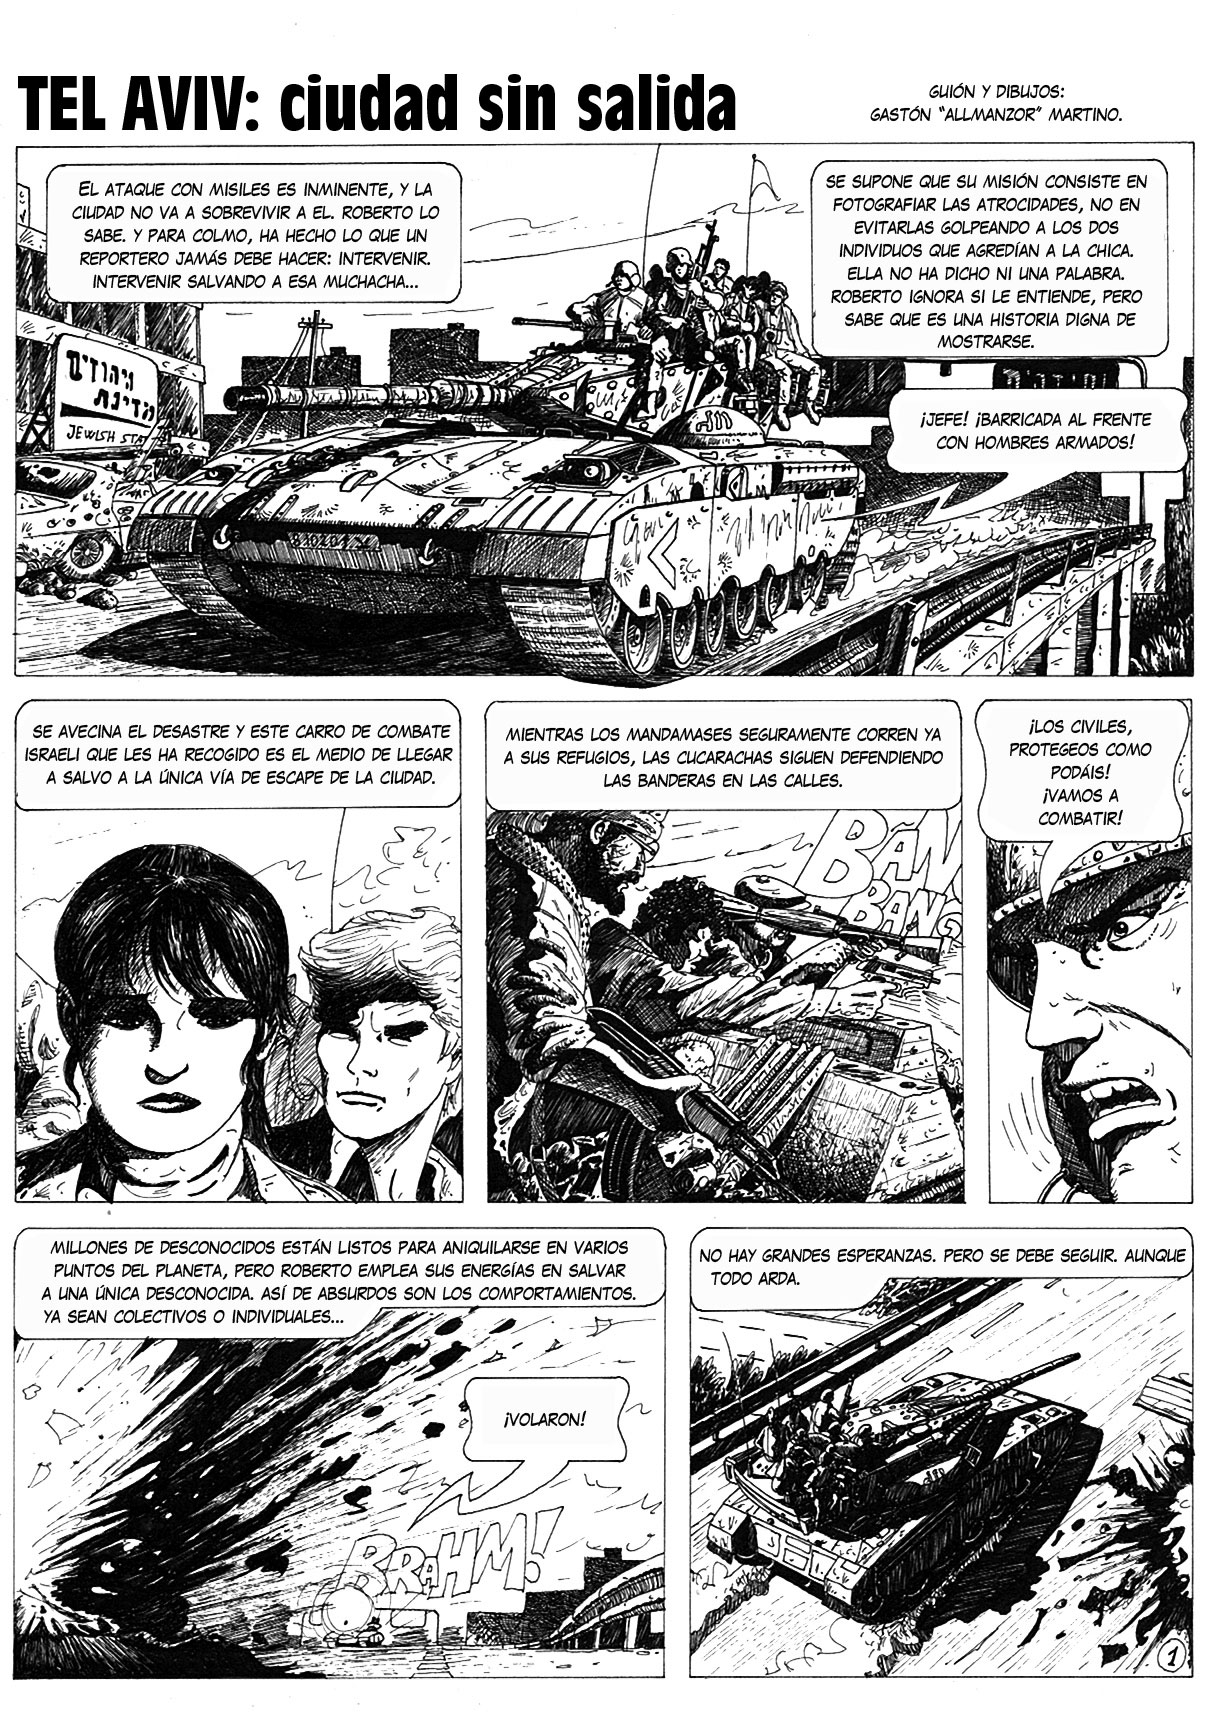 TEL AVIV: ciudad sin salida
GUIÓN Y DIBUJOS:
GASTÓN "ALLMANZOR" MARTINO.
EL ATAQUE CON MISILES ES INMINENTE, Y LA
CIUDAD NO VA A SOBREVIVIR A EL. ROBERTO LO
SABE. Y PARA COLMO, HA HECHO LO QUE UN
REPORTERO JAMÁS DEBE HACER: INTERVENIR.
INTERVENIR SALVANDO A ESA MUCHACHA...
SE SUPONE QUE SU MISIÓN CONSISTE EN
FOTOGRAFIAR LAS ATROCIDADES, NO EN
EVITARLAS GOLPEANDO A LOS DOS
INDIVIDUOS QUE AGREDÍAN A LA CHICA.
ELLA NO HA DICHO NI UNA PALABRA.
ROBERTO IGNORA SI LE ENTIENDE, PERO
SABE QUE ES UNA HISTORIA DIGNA DE
MOSTRARSE.
JEWISH STA
¡JEFE! ¡BARRICADA AL FRENTE
CON HOMBRES ARMADOS!
SE AVECINA EL DESASTRE Y ESTE CARRO DE COMBATE
ISRAELI QUE LES HA RECOGIDO ES EL MEDIO DE LLEGAR
A SALVO A LA ÚNICA VÍA DE ESCAPE DE LA CIUDAD.
MIENTRAS LOS MANDAMASES SEGURAMENTE CORREN YA
A SUS REFUGIOS, LAS CUCARACHAS SIGUEN DEFENDIENDO
LAS BANDERAS EN LAS CALLES.
BANG
BANG
¡LOS CIVILES,
PROTEGEOS COMO
PODÁIS!
¡VAMOS A
COMBATIR!
MILLONES DE DESCONOCIDOS ESTÁN LISTOS PARA ANIQUILARSE EN VARIOS
PUNTOS DEL PLANETA, PERO ROBERTO EMPLEA SUS ENERGÍAS EN SALVAR
A UNA ÚNICA DESCONOCIDA. ASÍ DE ABSURDOS SON LOS COMPORTAMIENTOS.
YA SEAN COLECTIVOS O INDIVIDUALES...
¡VOLARON!
BRAHM!
NO HAY GRANDES ESPERANZAS. PERO SE DEBE SEGUIR. AUNQUE
TODO ARDA.
1